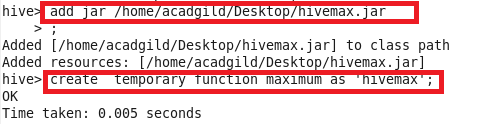 hive> add jar /home/acadgild/Desktop/hivemax.jar
> ;
Added [/home/acadgild/Desktop/hivemax.jar] to class path
Added resources: [/home/acadgild/Desktop/hivemax.jar]
hive> create  temporary function maximum as 'hivemax';
OK
Time taken: 0.005 seconds